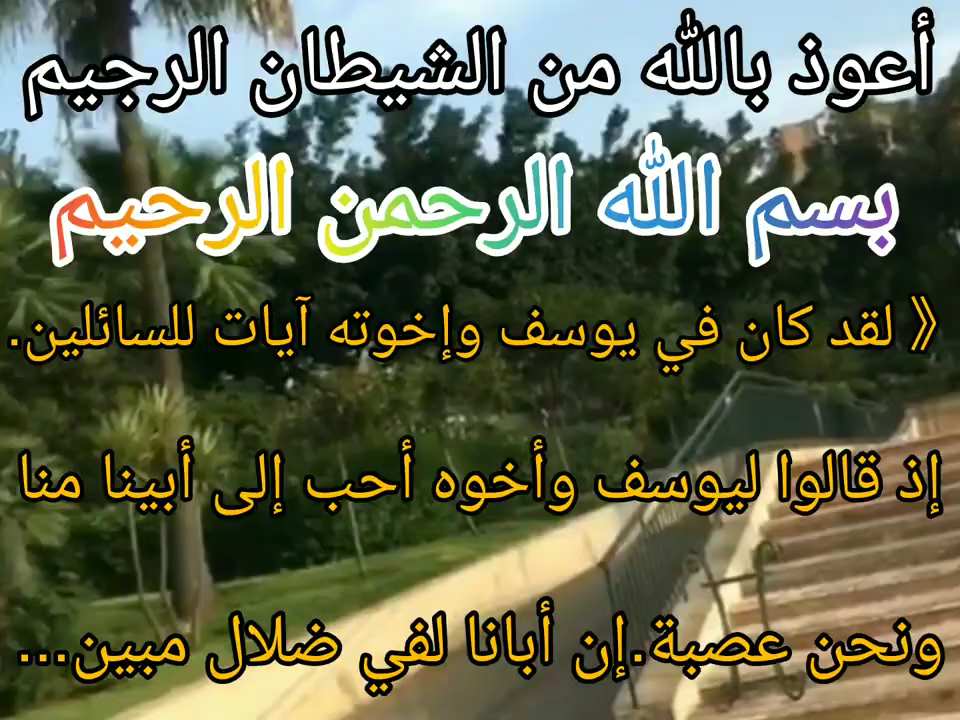 أعوذ بالله من الشيطان الرجيم
بسم الله الرحمن الرحيم
《 لقد كان في يوسف وإخوته آيات للسائلين.
إذ قالوا ليوسف وأخوه أحب إلى أبينا منا
ونحن عصبة.إن أبانا لفي ضلال مبين...